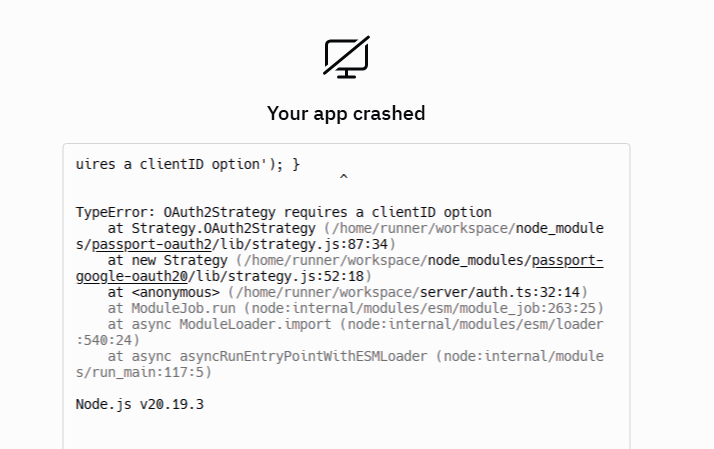 Your app crashed
uires a clientID option'); }
^
TypeError: OAuth2Strategy requires a clientID option
    at Strategy.OAuth2Strategy (/home/runner/workspace/node_module
s/passport-oauth2/lib/strategy.js:87:34)
    at new Strategy (/home/runner/workspace/node_modules/passport-
google-oauth20/lib/strategy.js:52:18)
    at <anonymous> (/home/runner/workspace/server/auth.ts:32:14)
    at ModuleJob.run (node:internal/modules/esm/module_job:263:25)
    at async ModuleLoader.import (node:internal/modules/esm/loader
:540:24)
    at async asyncRunEntryPointWithESMLoader (node:internal/module
s/run_main:117:5)
Node.js v20.19.3